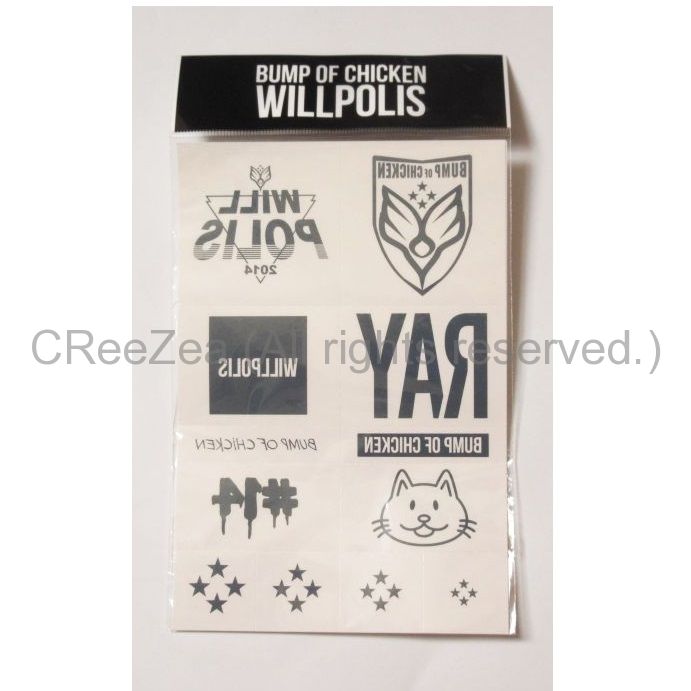 BUMP OF CHICKEN
WILLPOLIS
BUMP OF CHICKEN
WILL
POLIS
2014
CReeZea (All rights reserved.)
WILLPOLIS
RAY
BUMP OF CHICKEN
BUMP OF CHICKEN
#14